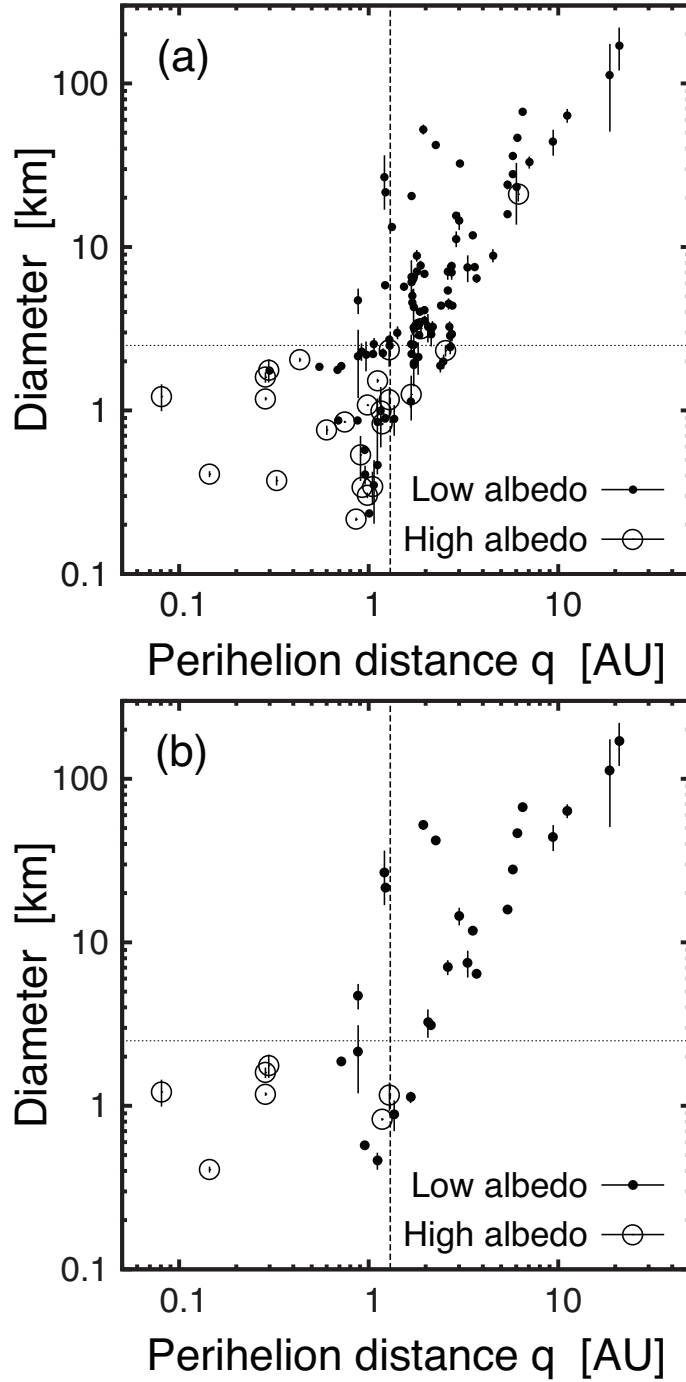 (a)
100
10
1
0.1
Diameter [km]
Low albedo
High albedo
0.1
1
10
Perihelion distance q [AU]
(b)
100
10
1
0.1
Diameter [km]
Low albedo
High albedo
0.1
1
10
Perihelion distance q [AU]